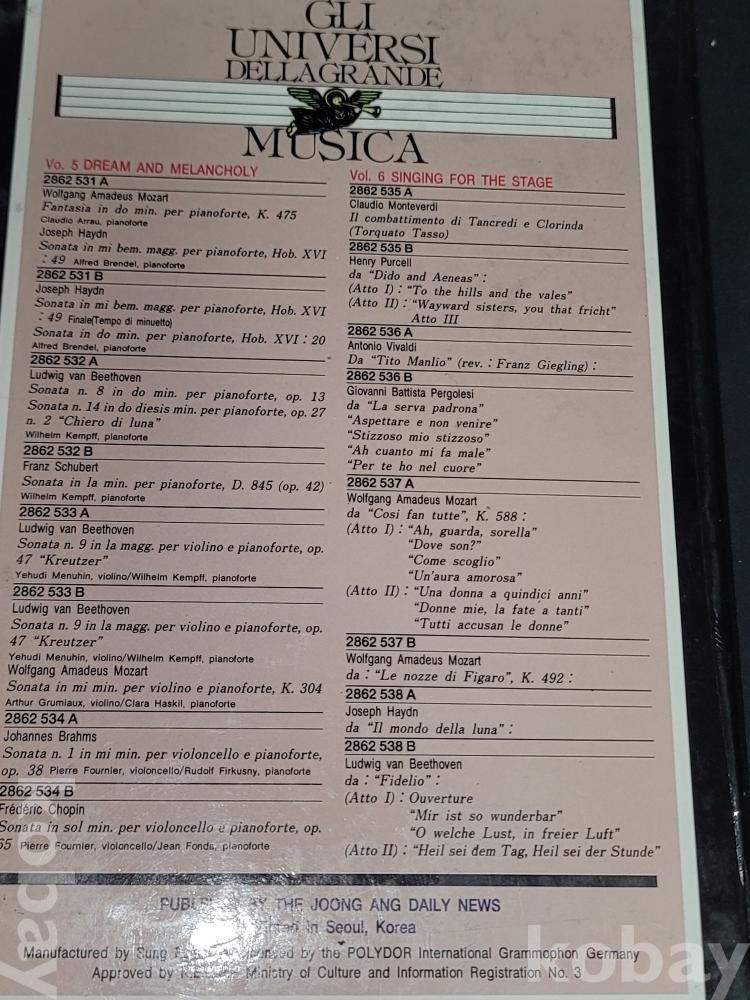 GLI
UNIVERSI
DELLA GRANDE
MUSICA
Vo. 5 DREAM AND MELANCHOLY
2862 531 A
Wolfgang Amadeus Mozart
Fantasia in do min. per pianoforte, K. 475
Claudio Arrau, pianoforte
Joseph Haydn
Sonata in mi bem. magg. per pianoforte, Hob. XVI
: 49 Alfred Brendel, pianoforte
2862 531 B
Joseph Haydn
Sonata in mi bem. magg. per pianoforte, Hob. XVI
: 49 Finale(Tempo di minuetto)
Sonata in do min. per pianoforte, Hob. XVI : 20
Alfred Brendel, pianoforte
2862 532 A
Ludwig van Beethoven
Sonata n. 8 in do min. per pianoforte, op. 13
Sonata n. 14 in do diesis min. per pianoforte, op. 27
n. 2 "Chiero di luna"
Wilhelm Kempff, pianoforte
2862 532 B
Franz Schubert
Sonata in la min. per pianoforte, D. 845 (op. 42)
Wilhelm Kempff, pianoforte
2862 533 A
Ludwig van Beethoven
Sonata n. 9 in la magg. per violino e pianoforte, op.
47 "Kreutzer"
Yehudi Menuhin, violino/Wilhelm Kempff, pianoforte
2862 533 B
Ludwig van Beethoven
Sonata n. 9 in la magg. per violino e pianoforte, op.
47 "Kreutzer"
Yehudi Menuhin, violino/Wilhelm Kempff, pianoforte
Wolfgang Amadeus Mozart
Sonata in mi min. per violino e pianoforte, K. 304
Arthur Grumiaux, violino/Clara Haskil, pianoforte
2862 534 A
Johannes Brahms
Sonata n. 1 in mi min. per violoncello e pianoforte,
op. 38 Pierre Fournier, violoncello/Rudolf Firkusny, pianoforte
2862 534 B
Frédéric Chopin
Sonata in sol min. per violoncello e pianoforte, op.
65 Pierre Fournier, violoncello/Jean Fonda, pianoforte
Vol. 6 SINGING FOR THE STAGE
2862 535 A
Claudio Monteverdi
Il combattimento di Tancredi e Clorinda
(Torquato Tasso)
2862 535 B
Henry Purcell
da "Dido and Aeneas" :
(Atto I) : "To the hills and the vales"
(Atto II) : "Wayward sisters, you that fricht"
Atto III
2862 536 A
Antonio Vivaldi
Da "Tito Manlio" (rev. : Franz Giegling) :
2862 536 B
Giovanni Battista Pergolesi
da "La serva padrona"
"Aspettare e non venire"
"Stizzoso mio stizzoso"
"Ah cuanto mi fa male"
"Per te ho nel cuore"
2862 537 A
Wolfgang Amadeus Mozart
da "Cosi fan tutte", K. 588 :
(Atto I) : "Ah, guarda, sorella"
"Dove son?"
"Come scoglio"
"Un'aura amorosa"
(Atto II) : "Una donna a quindici anni"
"Donne mie, la fate a tanti"
"Tutti accusan le donne"
2862 537 B
Wolfgang Amadeus Mozart
da : "Le nozze di Figaro", K. 492 :
2862 538 A
Joseph Haydn
da "Il mondo della luna" :
2862 538 B
Ludwig van Beethoven
da : "Fidelio" :
(Atto I) : Ouverture
"Mir ist so wunderbar"
"O welche Lust, in freier Luft"
(Atto II) : "Heil sei dem Tag, Heil sei der Stunde"
BY THE JOONG ANG DAILY NEWS
in Seoul, Korea
Manufactured by Sung by the POLYDOR International Grammophon Germany
Approved by Ministry of Culture and Information Registration No. 3
kobay
kobay